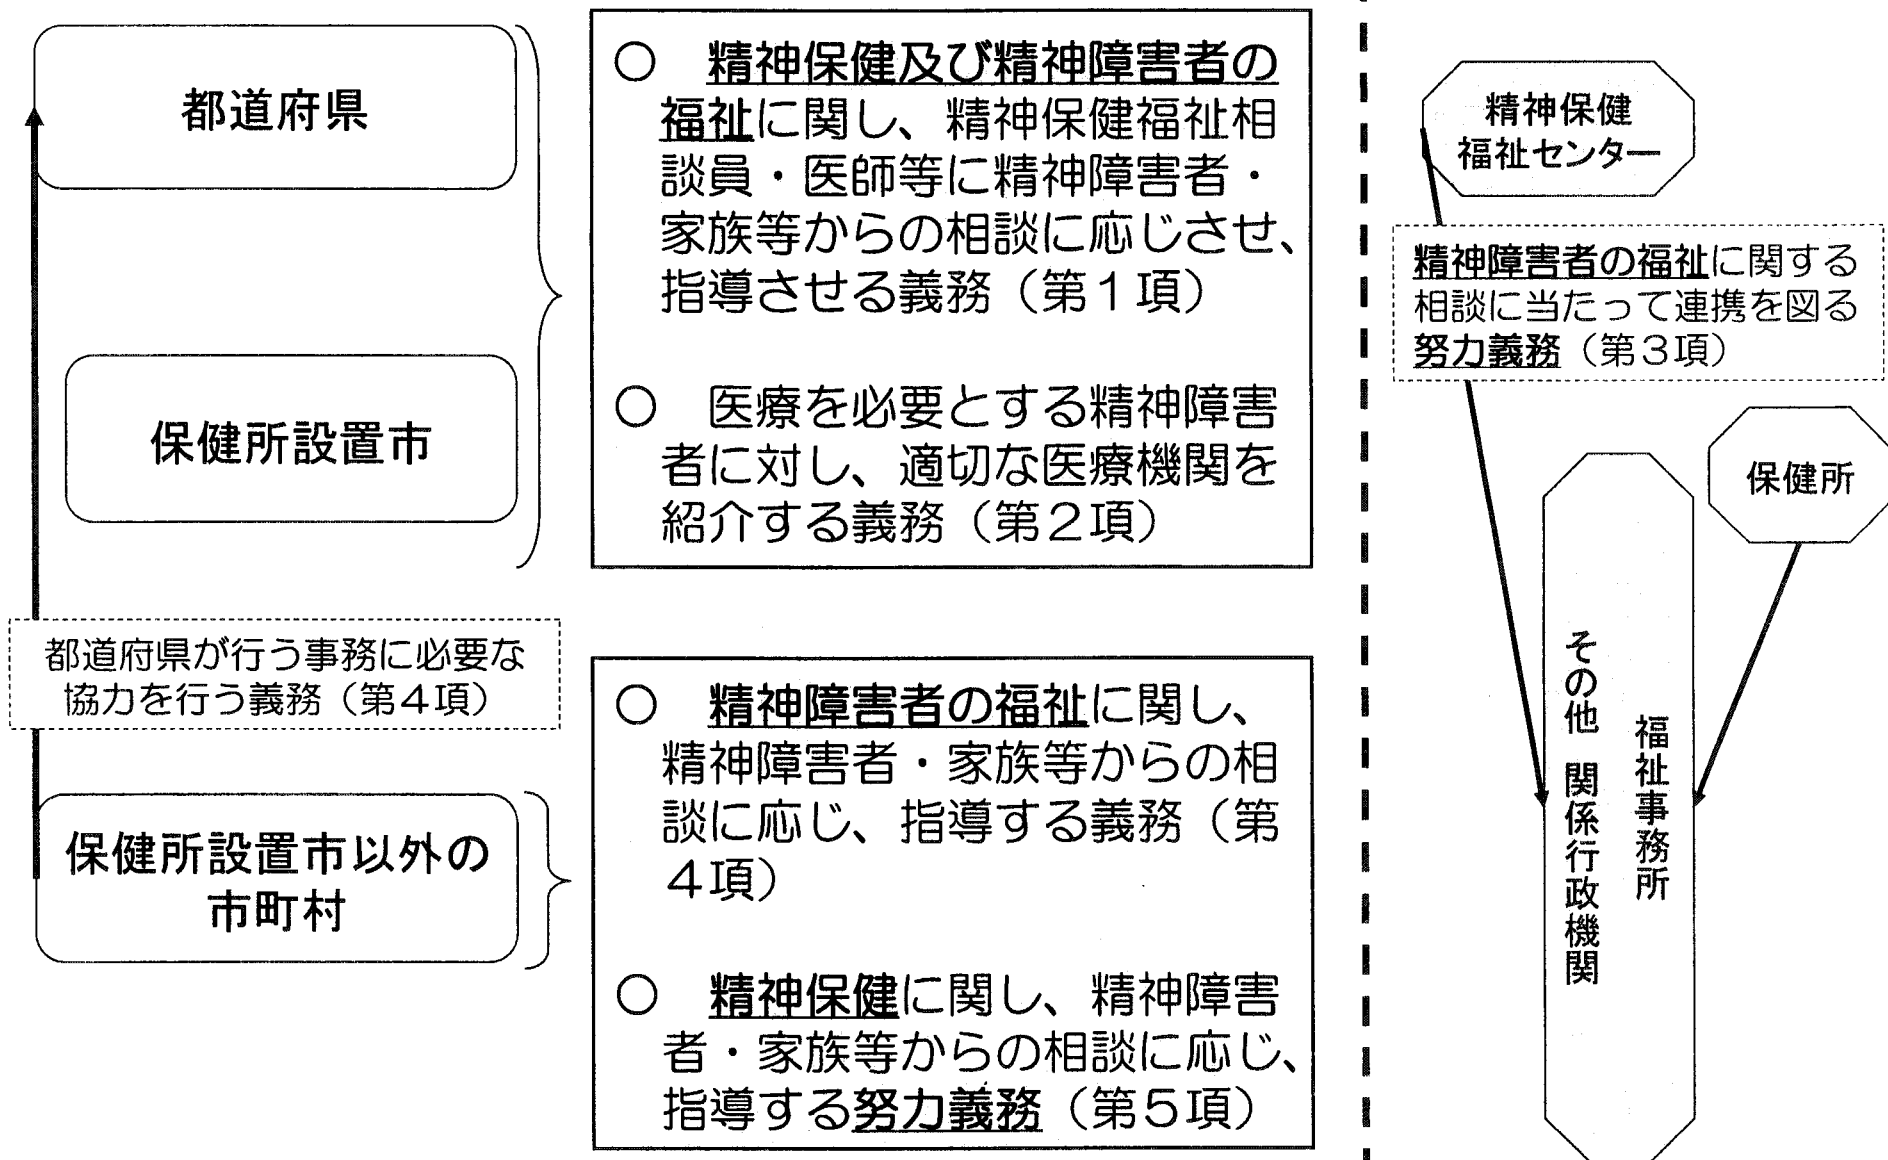 都道府県
保健所設置市
○　精神保健及び精神障害者の
福祉に関し、精神保健福祉相
談員・医師等に精神障害者・
家族等からの相談に応じさせ、
指導させる義務（第１項）
○　医療を必要とする精神障害
者に対し、適切な医療機関を
紹介する義務（第２項）
都道府県が行う事務に必要な
協力を行う義務（第４項）
保健所設置市以外の
市町村
○　精神障害者の福祉に関し、
精神障害者・家族等からの相
談に応じ、指導する義務（第
４項）
○　精神保健に関し、精神障害
者・家族等からの相談に応じ、
指導する努力義務（第５項）
精神保健
福祉センター
精神障害者の福祉に関する
相談に当たって連携を図る
努力義務（第３項）
保健所
福祉事務所
その他　関係行政機関